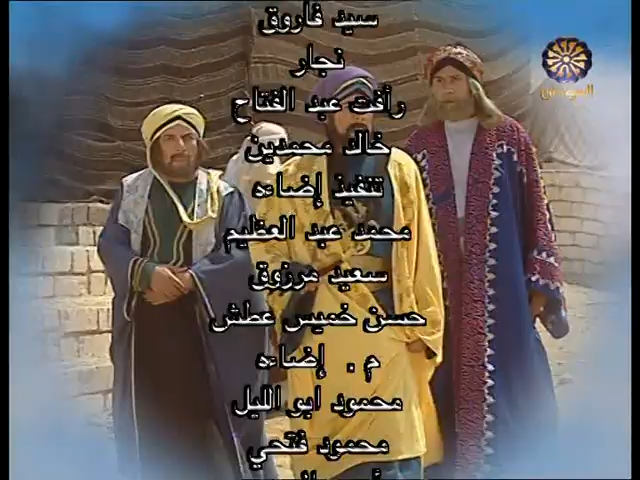 سيد فاروق
نجار
رأفت عبد الفتاح
خالد محمدين
تنفيذ إضاءه
محمد عبد العظيم
سعيد مرزوق
حسن خميس عطش
م . إضاءه
محمود ابو الليل
محمود فتحي
السودان